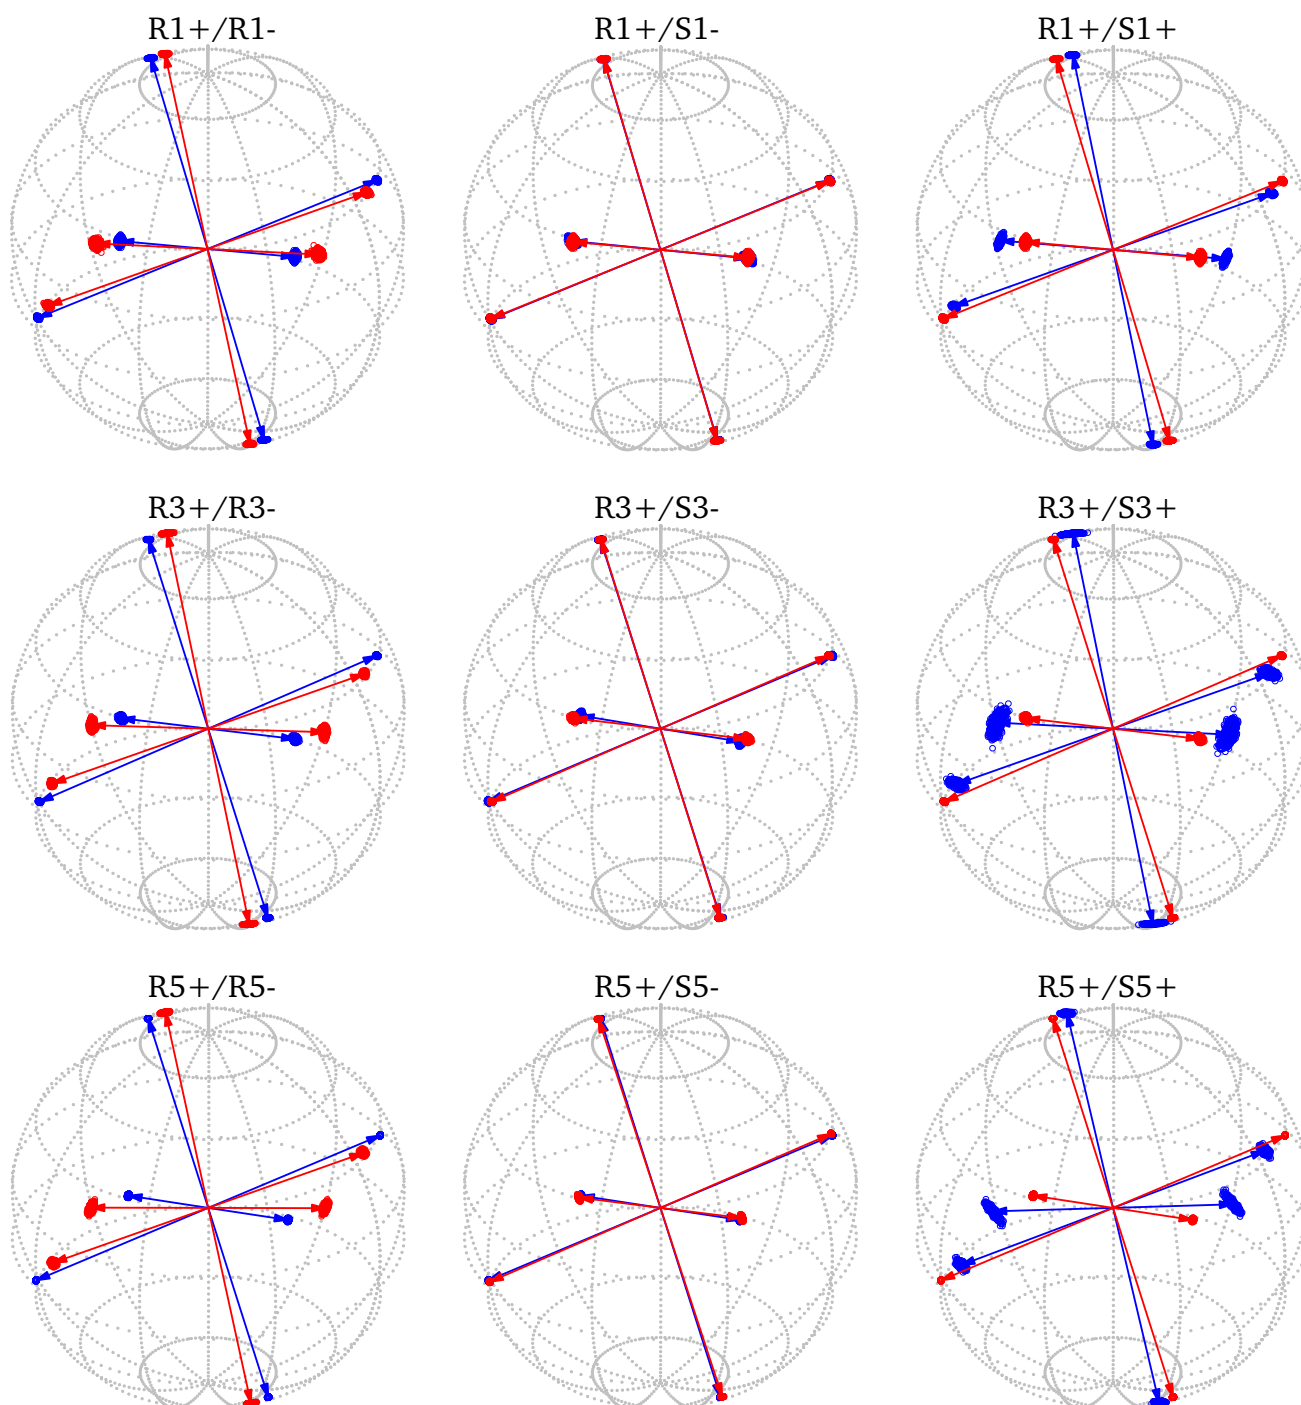 R1+/R1-
R1+/S1-
R1+/S1+
R3+/R3-
R3+/S3-
R3+/S3+
R5+/R5-
R5+/S5-
R5+/S5+